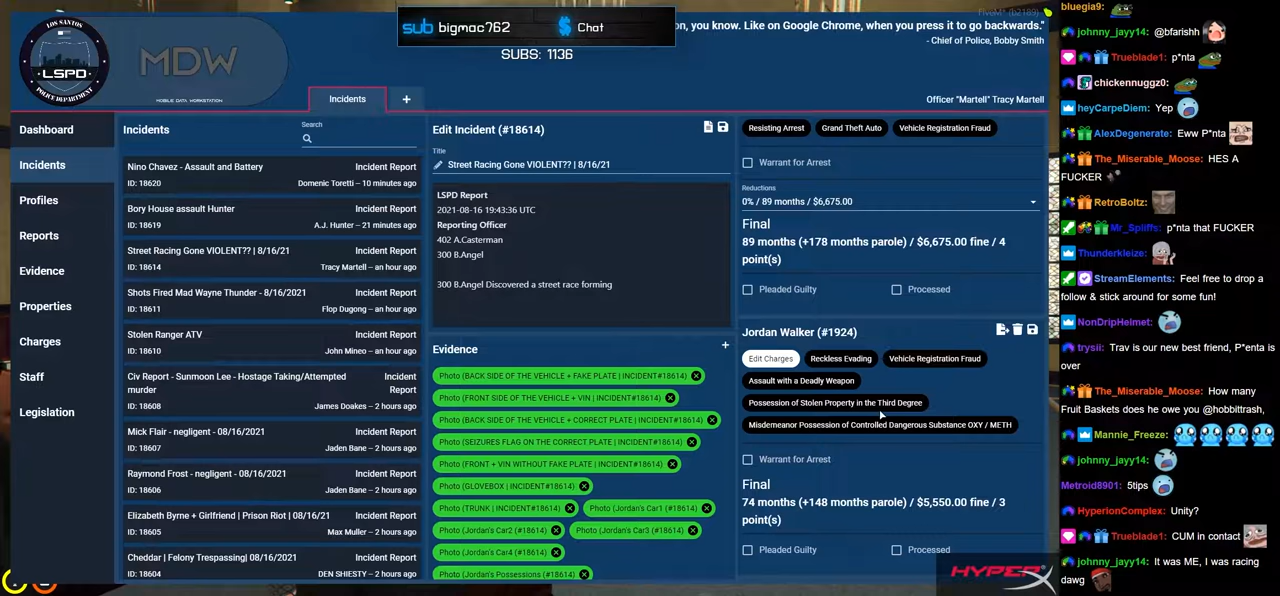 LOS SANTOS
LSPD
POLICE DEPARTMENT
MDW
MOBILE DATA WORKSTATION
sub bigmac762
Chat
SUBS: 1136
on, you know. Like on Google Chrome, when you press it to go backwards."
- Chief of Police, Bobby Smith
FiveM® (b2189)
Incidents
+
Officer "Martell" Tracy Martell
Dashboard
Incidents
Profiles
Reports
Evidence
Properties
Charges
Staff
Legislation
Incidents
Search
Nino Chavez - Assault and Battery
Incident Report
ID: 18620
Domenic Toretti – 10 minutes ago
Bory House assault Hunter
Incident Report
ID: 18619
A.J. Hunter – 21 minutes ago
Street Racing Gone VIOLENT?? | 8/16/21
Incident Report
ID: 18614
Tracy Martell – an hour ago
Shots Fired Mad Wayne Thunder - 8/16/2021
Incident Report
ID: 18611
Flop Dugong – an hour ago
Stolen Ranger ATV
Incident Report
ID: 18610
John Mineo – an hour ago
Civ Report - Sunmoon Lee - Hostage Taking/Attempted
murder
Incident
Report
ID: 18608
James Doakes – 2 hours ago
Mick Flair - negligent - 08/16/2021
Incident Report
ID: 18607
Jaden Bane – 2 hours ago
Raymond Frost - negligent - 08/16/2021
Incident Report
ID: 18606
Jaden Bane – 2 hours ago
Elizabeth Byrne + Girlfriend | Prison Riot | 08/16/21
Incident Report
ID: 18605
Max Muller – 2 hours ago
Cheddar | Felony Trespassing| 08/16/2021
Incident Report
ID: 18604
DEN SHIESTY – 2 hours ago
Edit Incident (#18614)
Title
Street Racing Gone VIOLENT?? | 8/16/21
LSPD Report
2021-08-16 19:43:36 UTC
Reporting Officer
402 A.Casterman
300 B.Angel
300 B.Angel Discovered a street race forming
Evidence
+
Photo (BACK SIDE OF THE VEHICLE + FAKE PLATE | INCIDENT#18614)
Photo (FRONT SIDE OF THE VEHICLE + VIN | INCIDENT#18614)
Photo (BACK SIDE OF THE VEHICLE + CORRECT PLATE | INCIDENT#18614)
Photo (SEIZURES FLAG ON THE CORRECT PLATE | INCIDENT#18614)
Photo (FRONT + VIN WITHOUT FAKE PLATE | INCIDENT#18614)
Photo (GLOVEBOX | INCIDENT#18614)
Photo (TRUNK | INCIDENT#18614)
Photo (Jordan's Car1 (#18614)
Photo (Jordan's Car2 (#18614)
Photo (Jordan's Car3 (#18614)
Photo (Jordan's Car4 (#18614)
Photo (Jordan's Possessions (#18614)
Resisting Arrest
Grand Theft Auto
Vehicle Registration Fraud
Warrant for Arrest
Reductions
0% / 89 months / $6,675.00
Final
89 months (+178 months parole) / $6,675.00 fine / 4
point(s)
Pleaded Guilty
Processed
Jordan Walker (#1924)
Edit Charges
Reckless Evading
Vehicle Registration Fraud
Assault with a Deadly Weapon
Possession of Stolen Property in the Third Degree
Misdemeanor Possession of Controlled Dangerous Substance OXY / METH
Warrant for Arrest
Final
74 months (+148 months parole) / $5,550.00 fine / 3
point(s)
Pleaded Guilty
Processed
HYPERX
bluegia9:
johnny_jayy14: @bfarishh
Trueblade1: p*nta
chickennuggz0:
heyCarpeDiem: Yep
AlexDegenerate: Eww P*nta
The_Miserable_Moose: HES A
FUCKER
RetroBoltz:
Mr_Spliffs: p*nta that FUCKER
Thunderkleize:
StreamElements: Feel free to drop a
follow & stick around for some fun!
NonDripHelmet:
trysii: Trav is our new best friend, P*enta is
over
The_Miserable_Moose: How many
Fruit Baskets does he owe you @hobbittrash,
Mannie_Freeze:
johnny_jayy14:
Metroid8901: 5tips
HyperionComplex: Unity?
Trueblade1: CUM in contact
johnny_jayy14: It was ME, I was racing
dawg